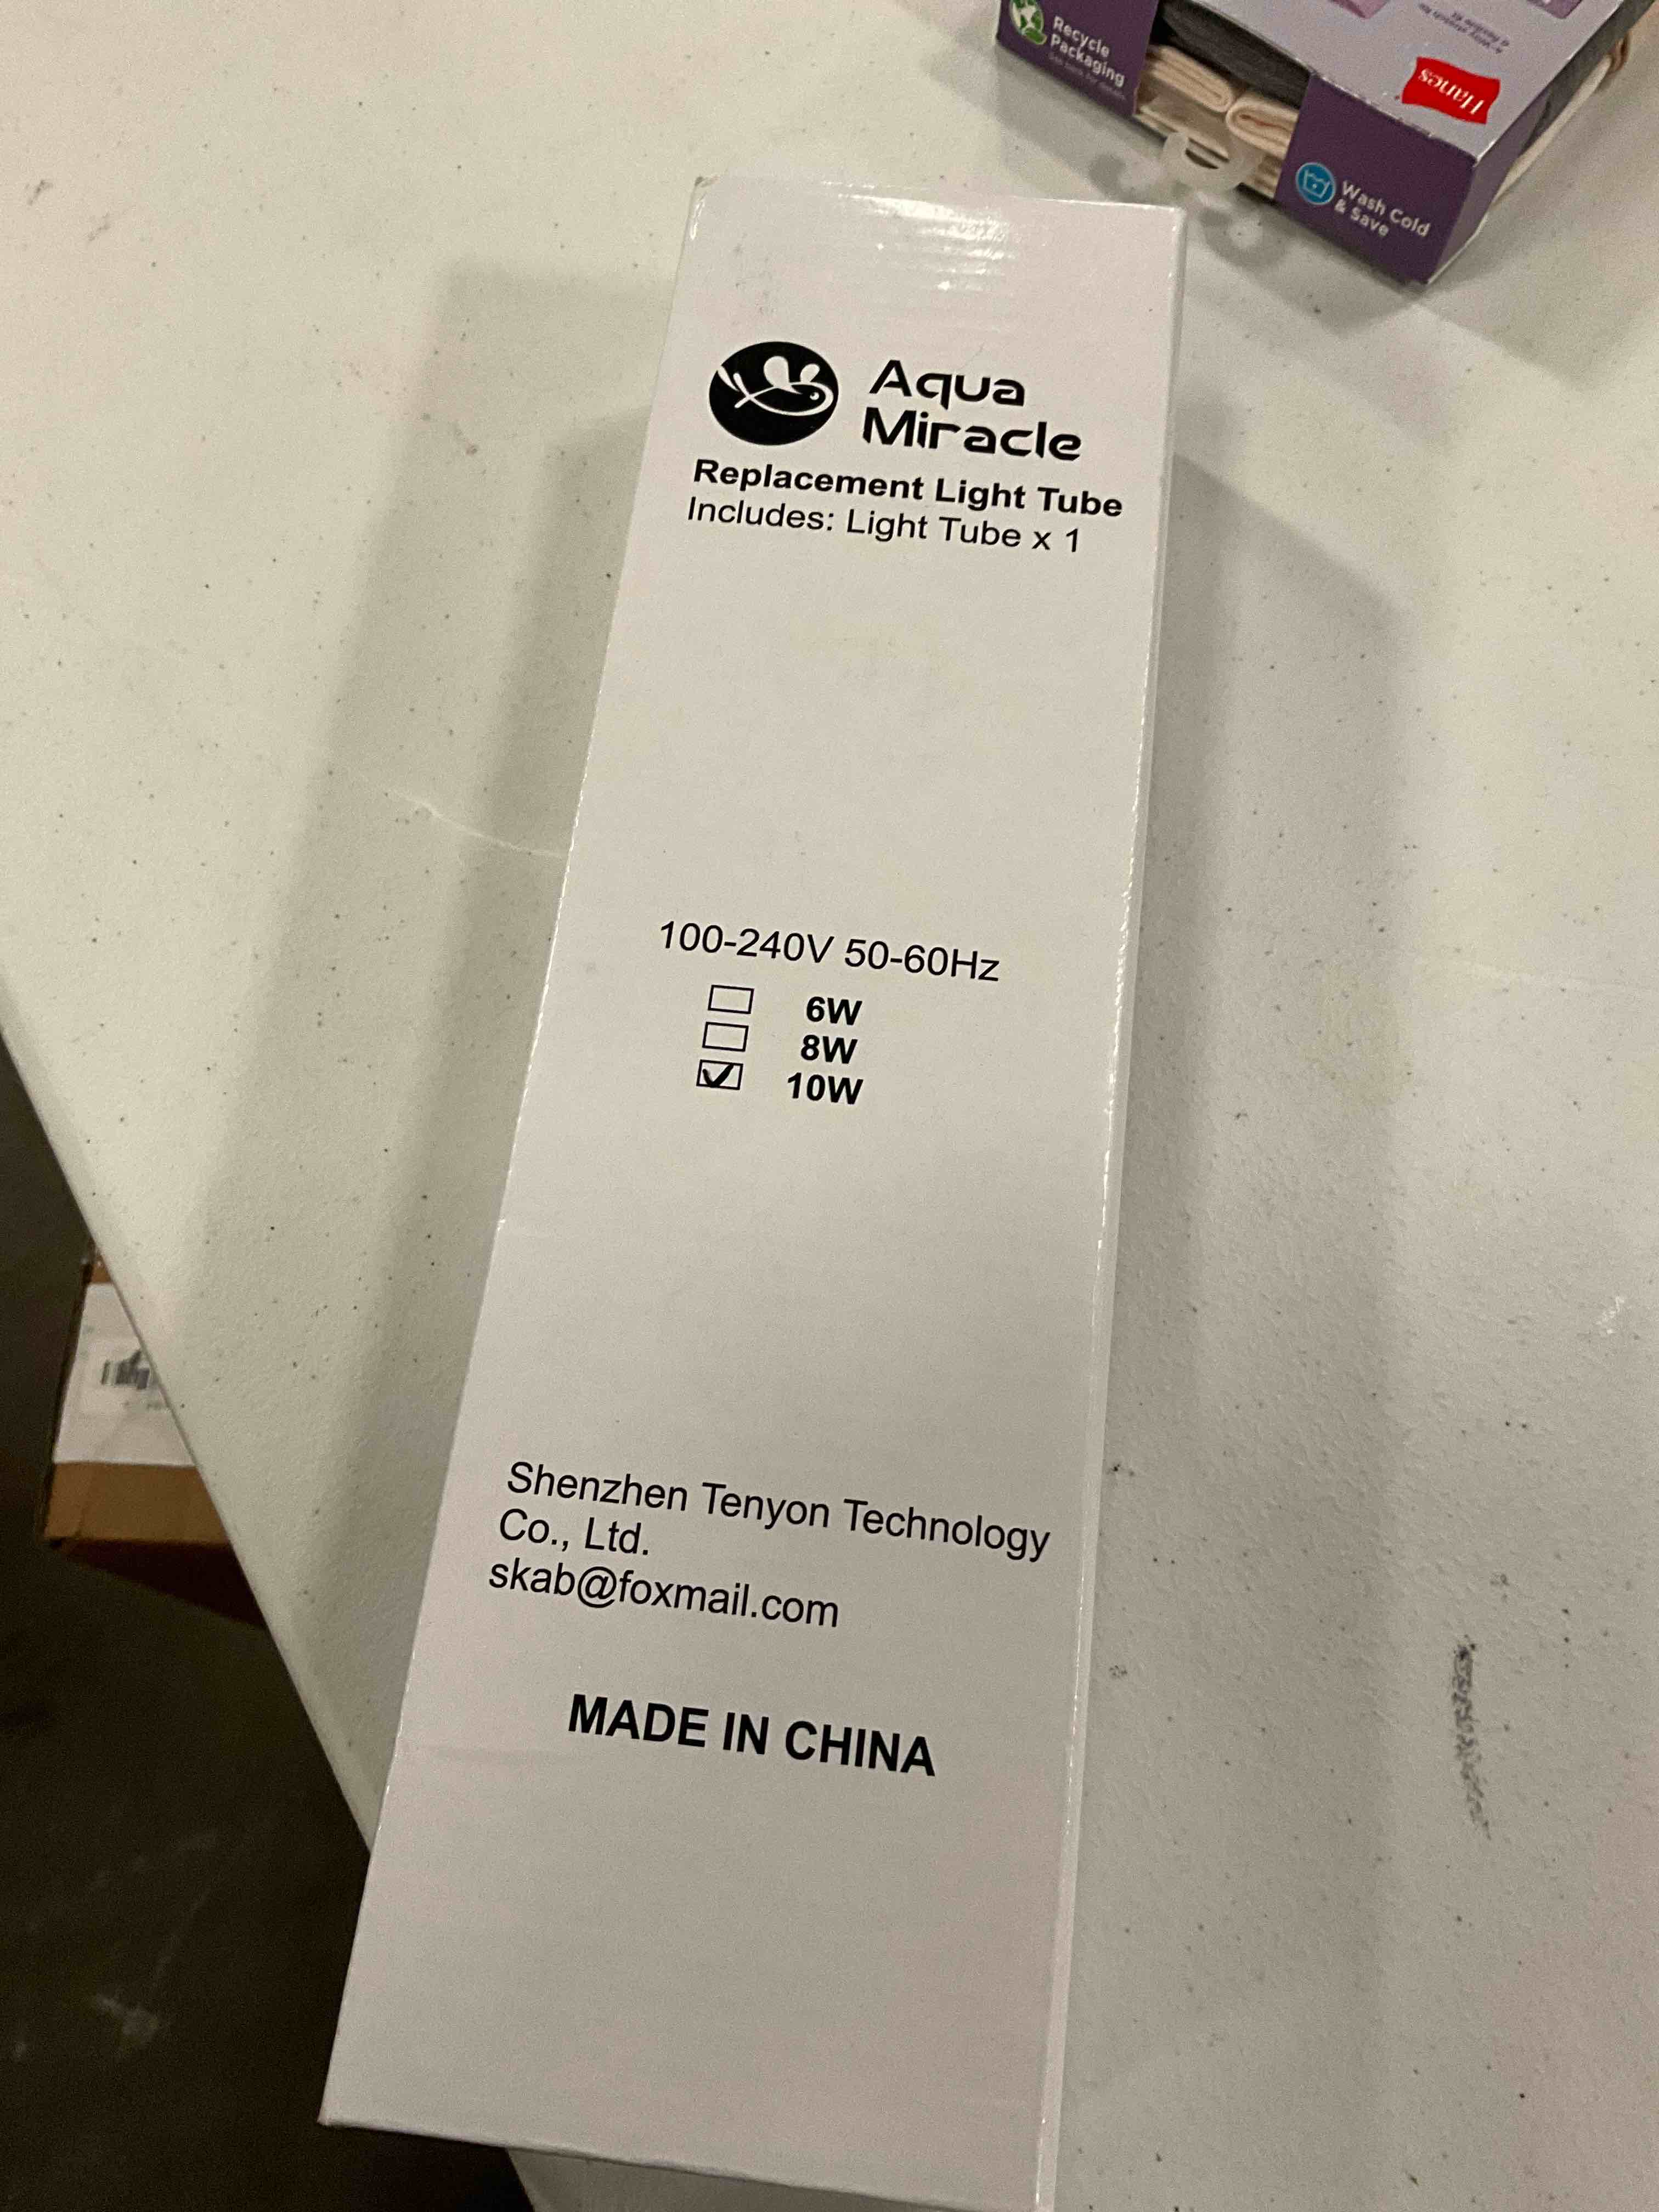 Recycle
Packaging
Hanes
Wash Cold
& Save
Aqua
Miracle
Replacement Light Tube
Includes: Light Tube x 1
100-240V 50-60Hz
6W
8W
10W
Shenzhen Tenyon Technology
Co., Ltd.
skab@foxmail.com
MADE IN CHINA